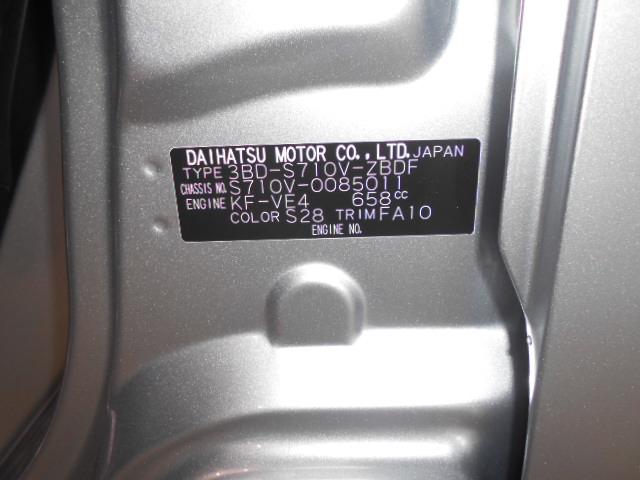 DAIHATSU MOTOR CO.,LTD. JAPAN
TYPE 3BD-S710V-ZBDF
CHASSIS NO. S710V-0085011
ENGINE KF-VE4 658cc
COLOR S28 TRIM FA10
ENGINE NO.